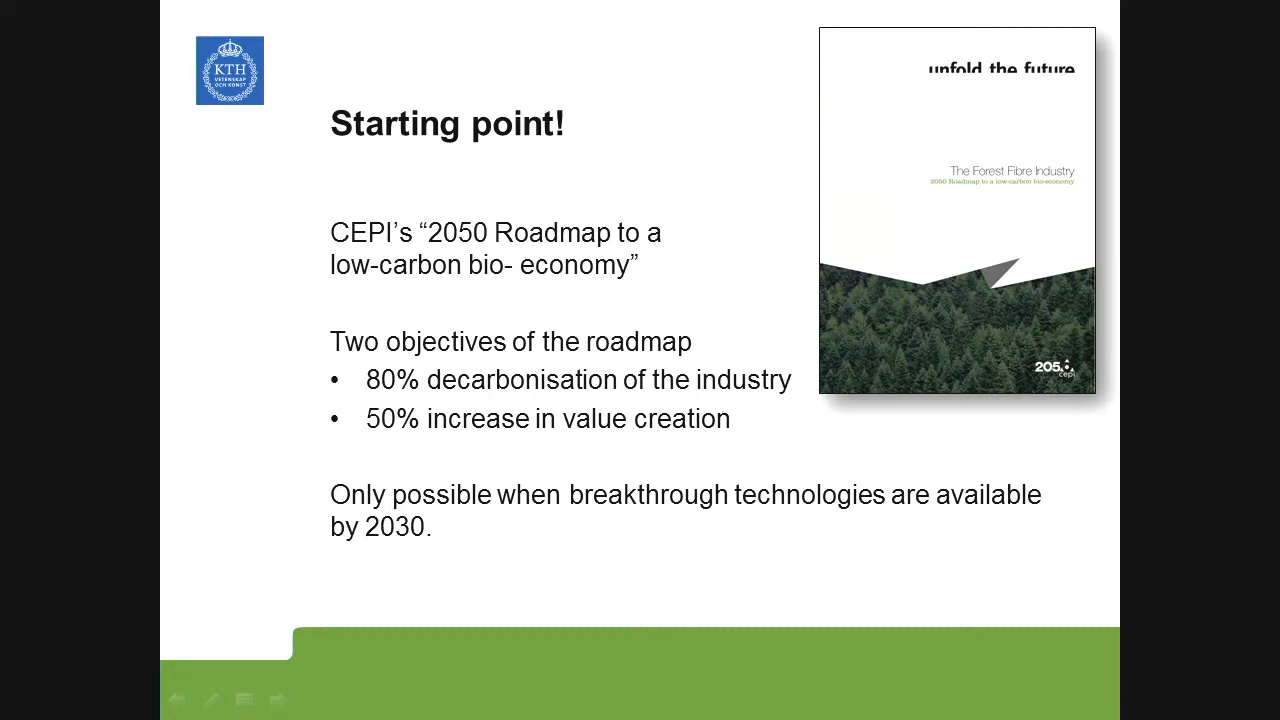 KTH
VETENSKAP
OCH KONST
unfold the future
The Forest Fibre Industry
2050 Roadmap to a low-carbon bio-economy
Starting point!
CEPI’s “2050 Roadmap to a
low-carbon bio- economy”
Two objectives of the roadmap
• 80% decarbonisation of the industry
• 50% increase in value creation
205
cepi
Only possible when breakthrough technologies are available
by 2030.